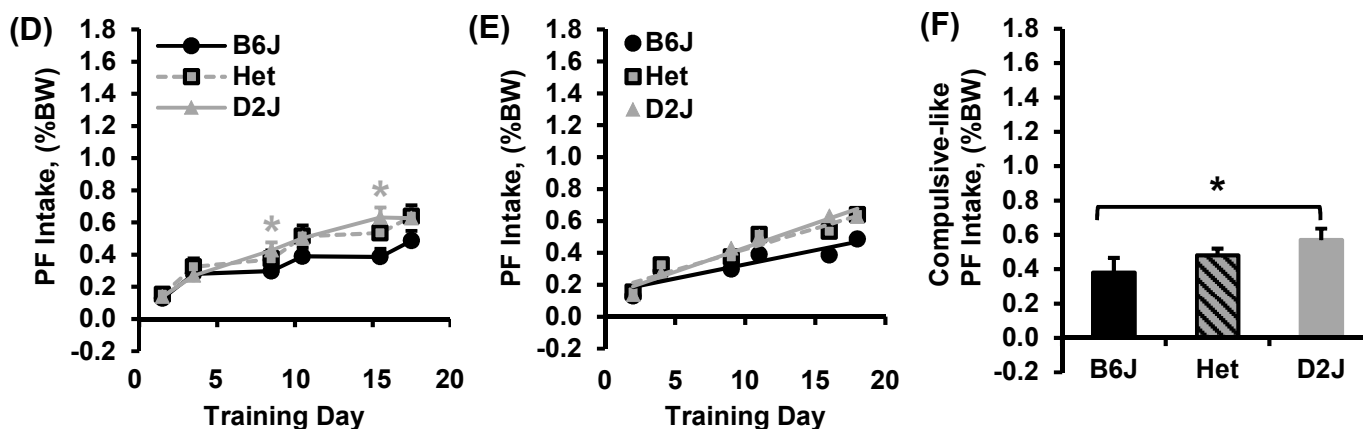 (D)
PF Intake, (%BW)
1.8
1.6
1.4
1.2
1.0
0.8
0.6
0.4
0.2
0.0
-0.2
B6J
Het
D2J
*
*
0
5
10
15
20
Training Day
(E)
PF Intake, (%BW)
1.8
1.6
1.4
1.2
1.0
0.8
0.6
0.4
0.2
0.0
-0.2
B6J
Het
D2J
0
5
10
15
20
Training Day
(F)
Compulsive-like
PF Intake, (%BW)
1.8
1.6
1.4
1.2
1.0
0.8
0.6
0.4
0.2
0.0
-0.2
*
B6J
Het
D2J